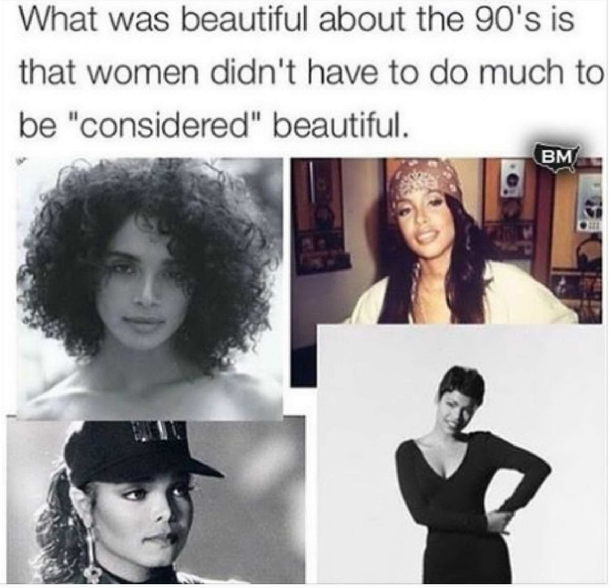 What was beautiful about the 90's is
that women didn't have to do much to
be "considered" beautiful.
BM